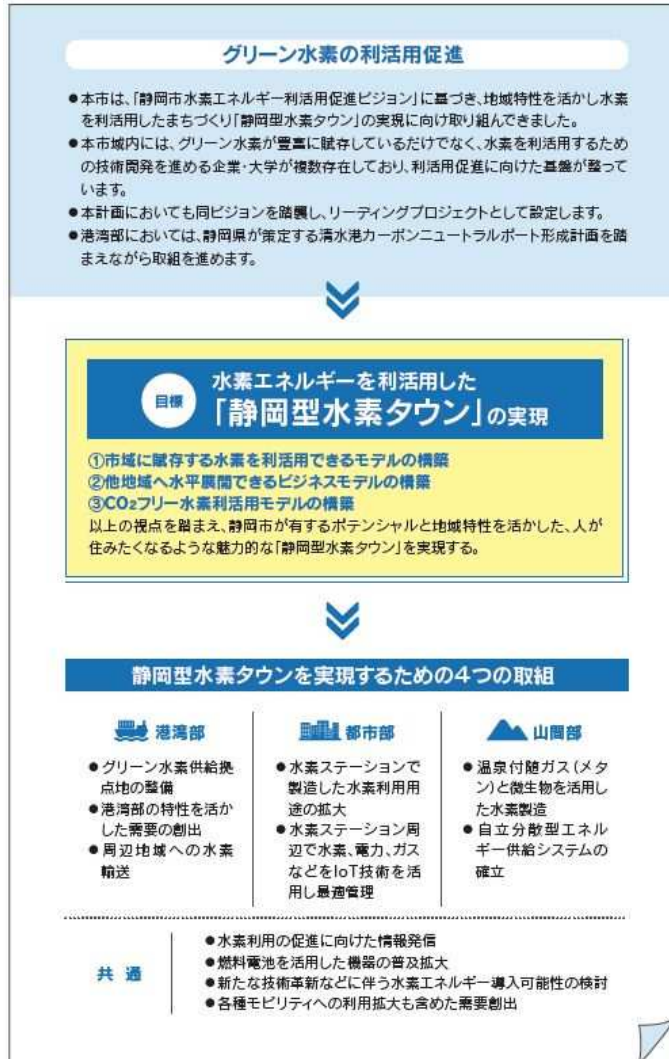 グリーン水素の利活用促進
●本市は、「静岡市水素エネルギー利活用促進ビジョン」に基づき、地域特性を活かし水素
を利活用したまちづくり「静岡型水素タウン」の実現に向け取り組んできました。
●本市域内には、グリーン水素が豊富に賦存しているだけでなく、水素を利活用するため
の技術開発を進める企業・大学が複数存在しており、利活用促進に向けた基盤が整って
います。
●本計画においても同ビジョンを踏襲し、リーディングプロジェクトとして設定します。
●港湾部においては、静岡県が策定する清水港カーボンニュートラルポート形成計画を踏
まえながら取組を進めます。
目標
水素エネルギーを利活用した
「静岡型水素タウン」の実現
①市域に賦存する水素を利活用できるモデルの構築
②他地域へ水平展開できるビジネスモデルの構築
③CO2フリー水素利活用モデルの構築
以上の視点を踏まえ、静岡市が有するポテンシャルと地域特性を活かした、人が
住みたくなるような魅力的な「静岡型水素タウン」を実現する。
静岡型水素タウンを実現するための4つの取組
港湾部
●グリーン水素供給拠
点地の整備
●港湾部の特性を活か
した需要の創出
●周辺地域への水素
輸送
都市部
●水素ステーションで
製造した水素利用用
途の拡大
●水素ステーション周
辺で水素、電力、ガス
などをIoT技術を活
用し最適管理
山間部
●温泉付随ガス(メタ
ン)と微生物を活用し
た水素製造
●自立分散型エネル
ギー供給システムの
確立
共通
●水素利用の促進に向けた情報発信
●燃料電池を活用した機器の普及拡大
●新たな技術革新などに伴う水素エネルギー導入可能性の検討
●各種モビリティへの利用拡大も含めた需要創出